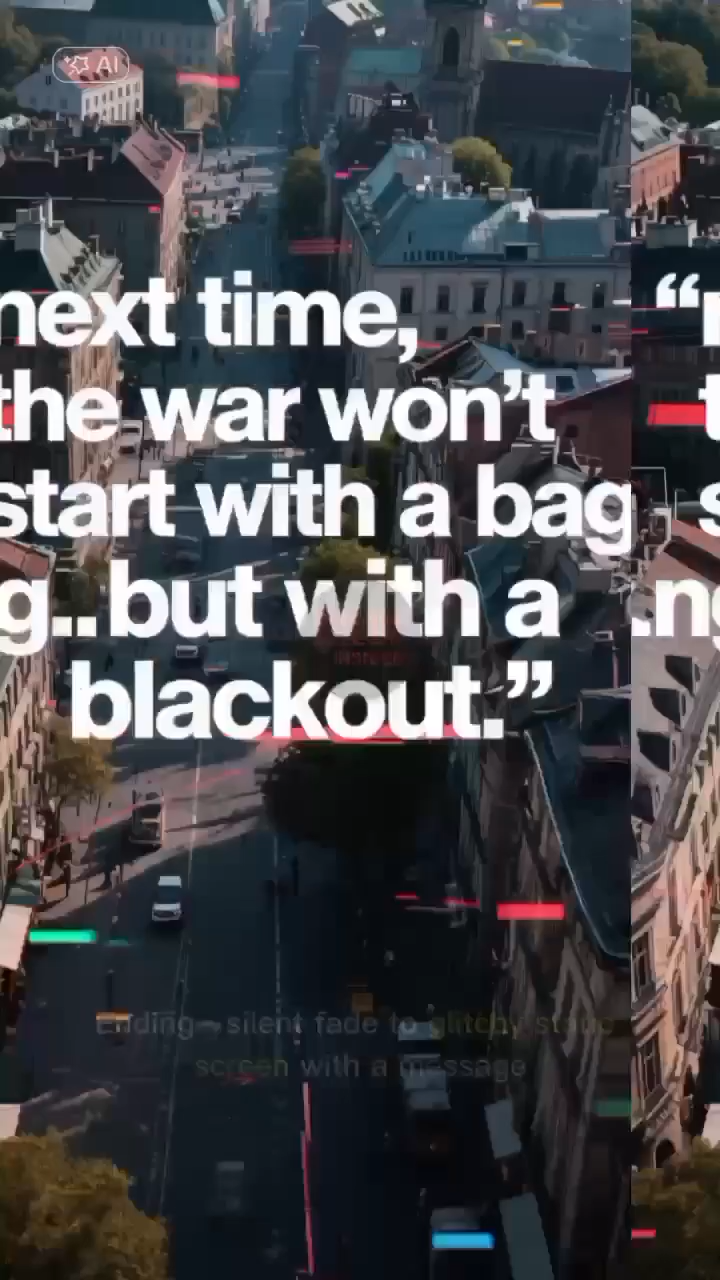 AI
“next time,
the war won’t
start with a bag
g..but with a
blackout.”
Ending—silent fade to glitchy static
screen with a message